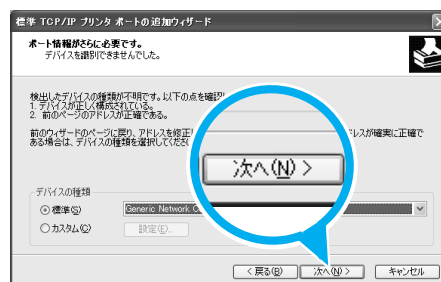 標準 TCP/IP プリンタ ポートの追加ウィザード
ポート情報がさらに必要です。
デバイスを識別できませんでした。
検出したデバイスの種類が不明です。以下の点を確認
1. デバイスが正しく構成されている。
2. 前のページのアドレスが正確である。
前のウィザードのページに戻り、アドレスを修正し ドレスが確実に正確で
ある場合は、デバイスの種類を選択してくださ
次へ(N) >
デバイスの種類
標準(S) Generic Network C
カスタム(C) 設定(E)...
< 戻る(B) 次へ(N) > キャンセル